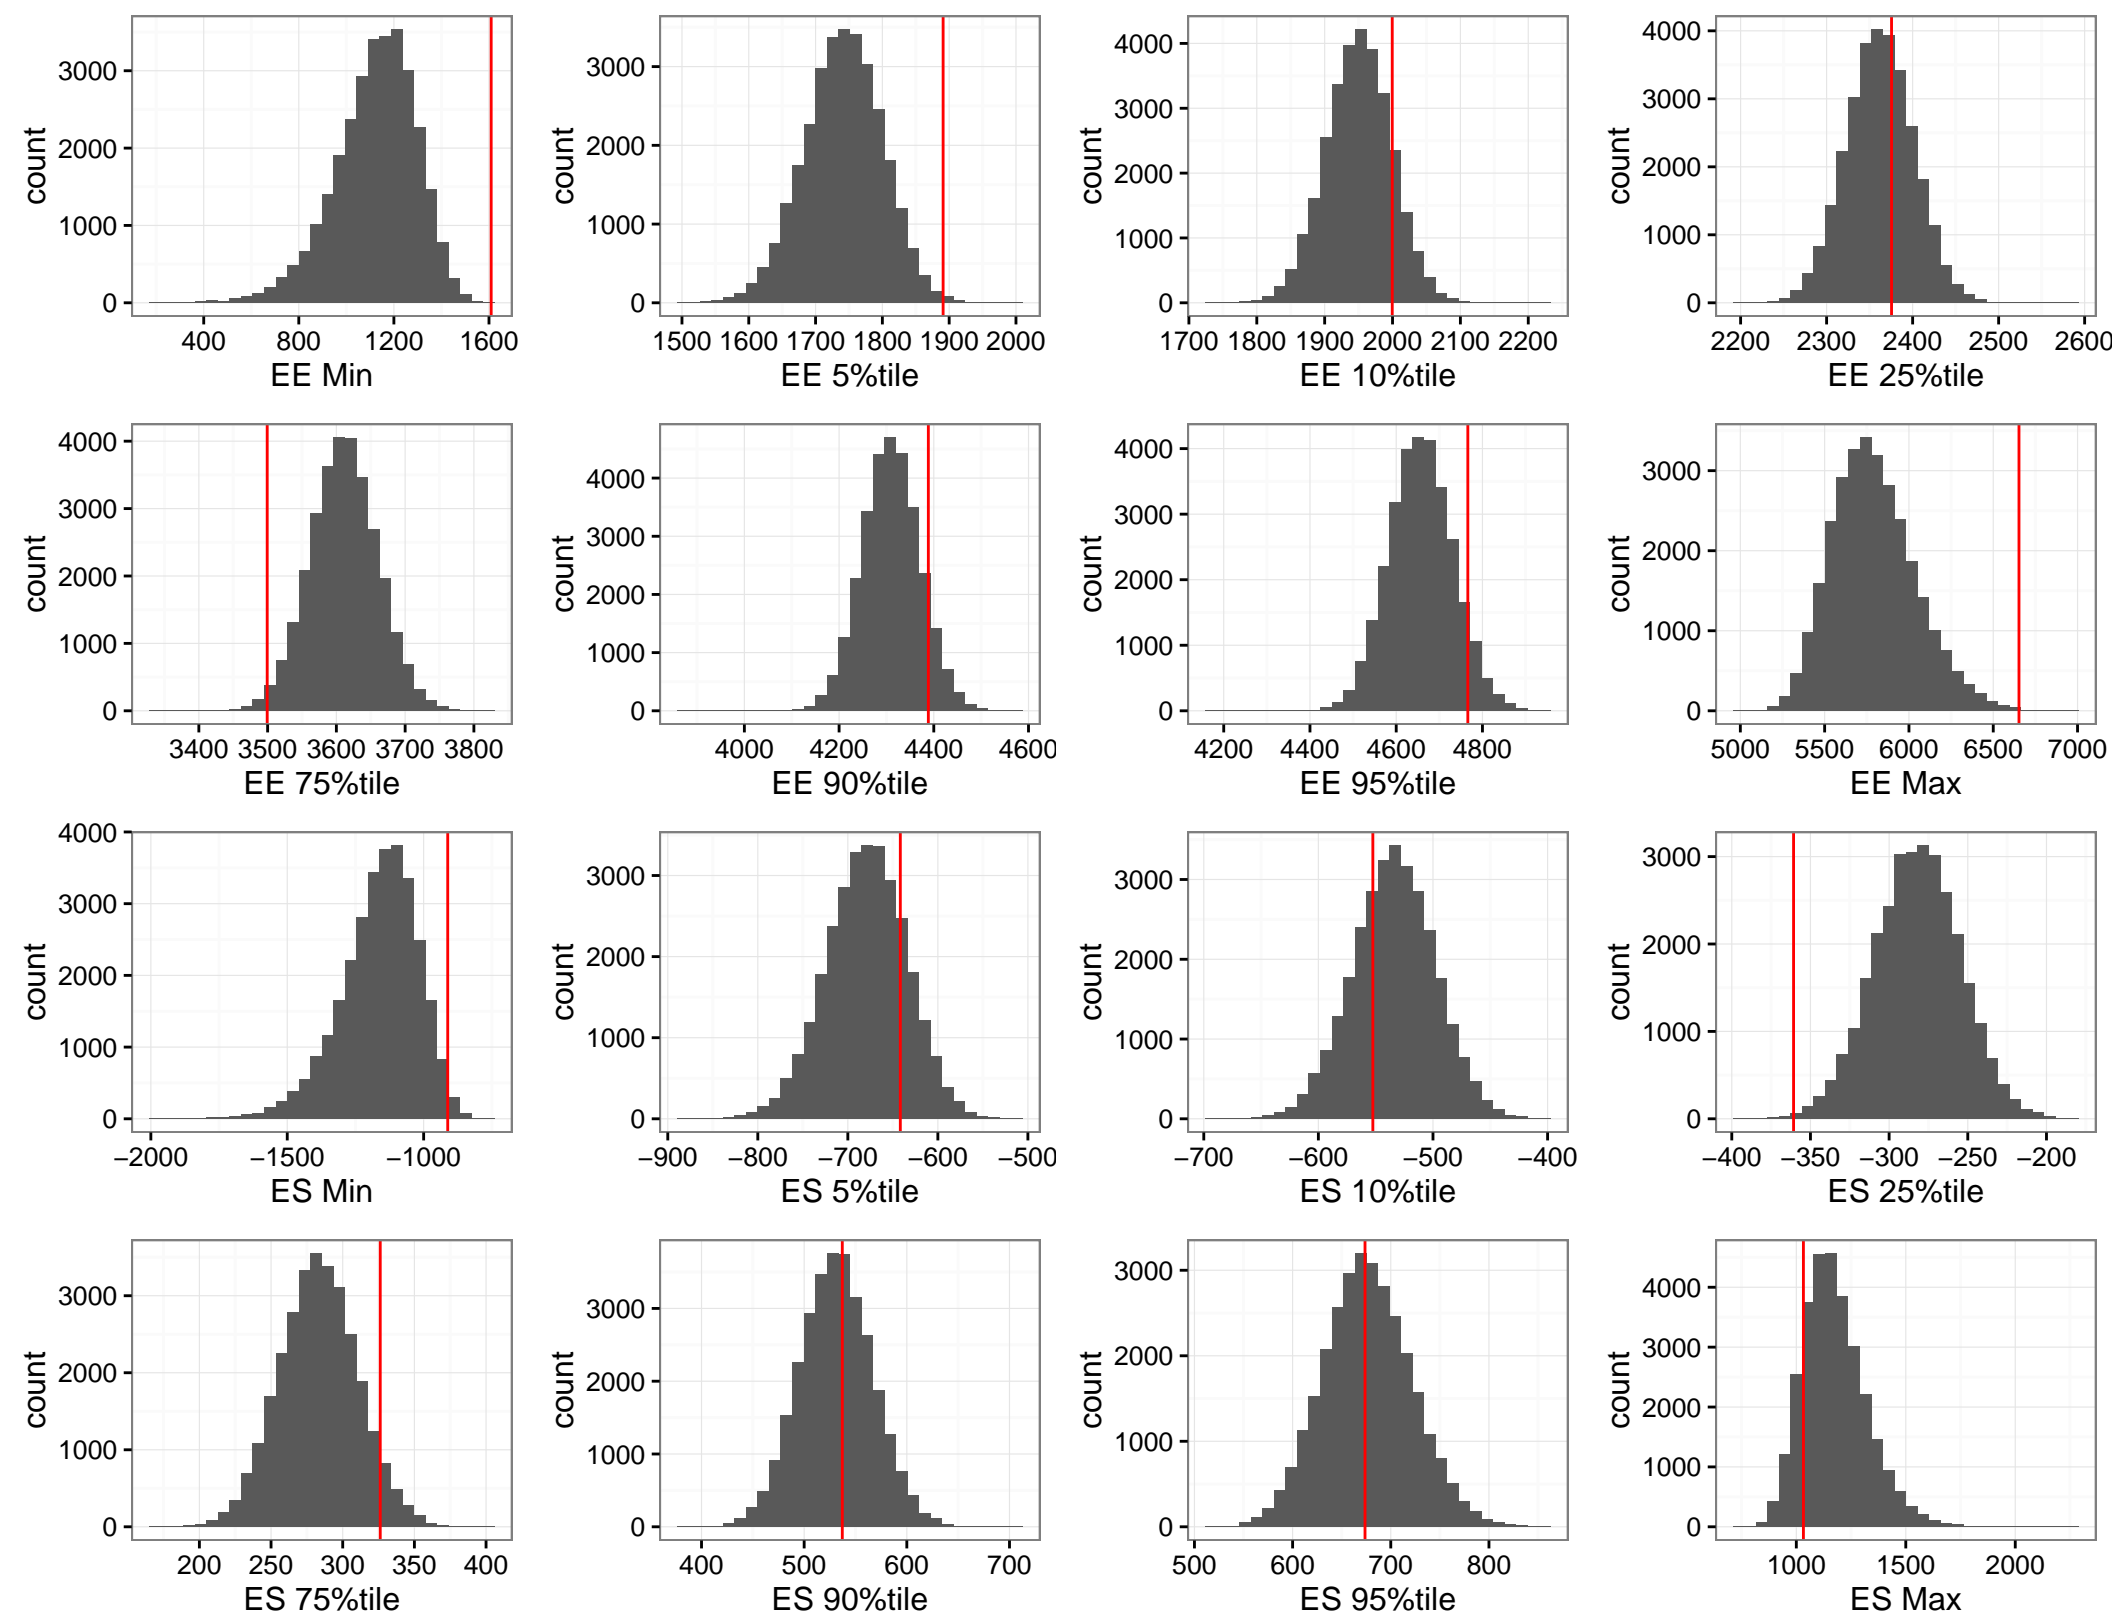 count
3000
2000
1000
0
400 800 1200 1600
EE Min
count
3000
2000
1000
0
1500 1600 1700 1800 1900 2000
EE 5%tile
count
4000
3000
2000
1000
0
1700 1800 1900 2000 2100 2200
EE 10%tile
count
4000
3000
2000
1000
0
2200 2300 2400 2500 2600
EE 25%tile
count
4000
3000
2000
1000
0
3400 3500 3600 3700 3800
EE 75%tile
count
4000
3000
2000
1000
0
4000 4200 4400 4600
EE 90%tile
count
4000
3000
2000
1000
0
4200 4400 4600 4800
EE 95%tile
count
3000
2000
1000
0
5000 5500 6000 6500 7000
EE Max
count
4000
3000
2000
1000
0
−2000 −1500 −1000
ES Min
count
3000
2000
1000
0
−900 −800 −700 −600 −500
ES 5%tile
count
3000
2000
1000
0
−700 −600 −500 −400
ES 10%tile
count
3000
2000
1000
0
−400 −350 −300 −250 −200
ES 25%tile
count
3000
2000
1000
0
200 250 300 350 400
ES 75%tile
count
3000
2000
1000
0
400 500 600 700
ES 90%tile
count
3000
2000
1000
0
500 600 700 800
ES 95%tile
count
4000
3000
2000
1000
0
1000 1500 2000
ES Max